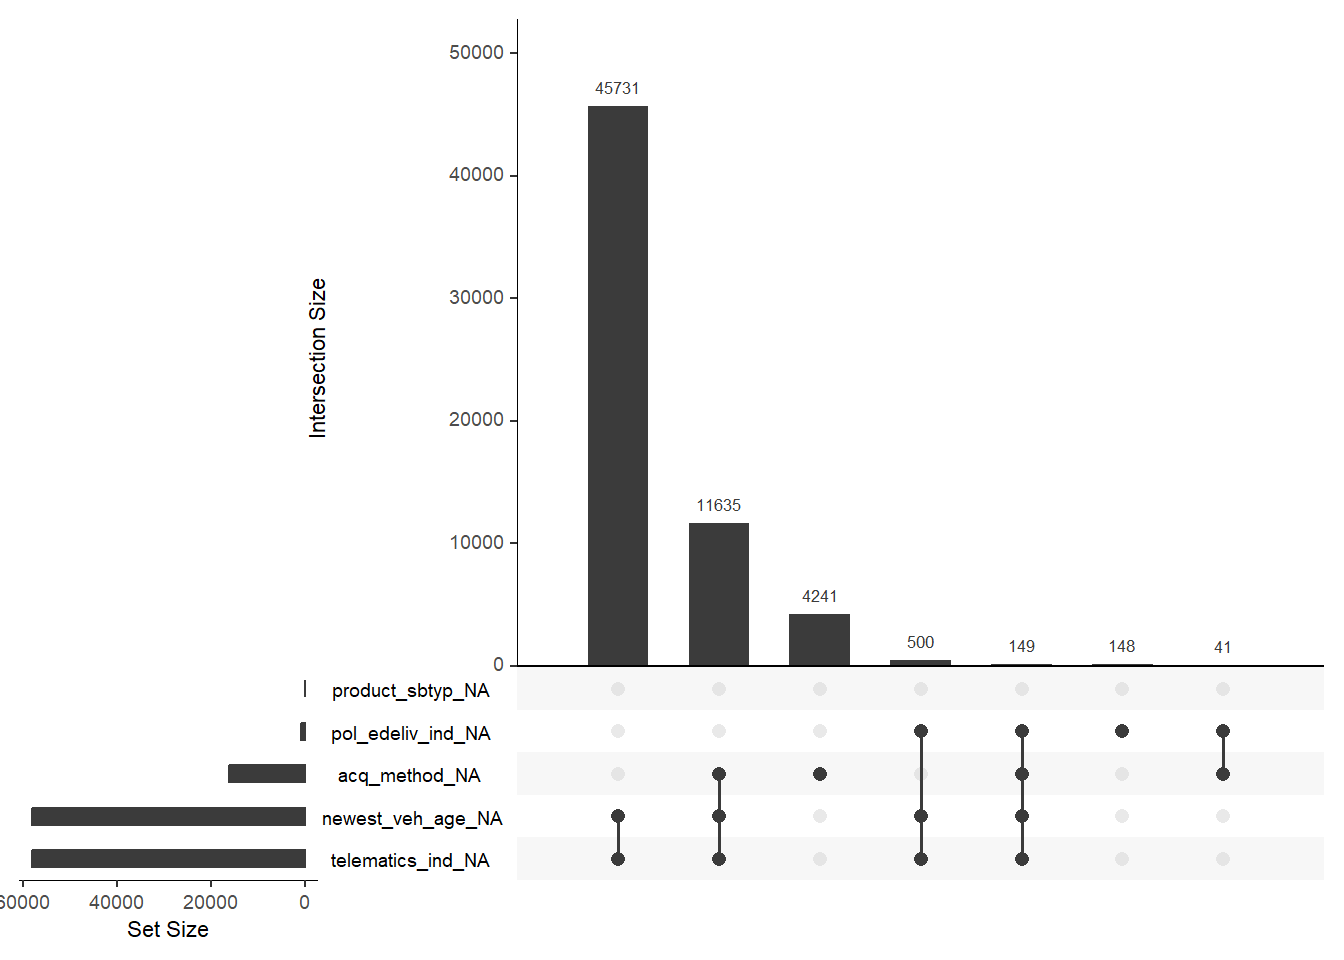 50000
40000
30000
20000
10000
0
Intersection Size
45731
11635
4241
500
149
148
41
product_sbtyp_NA
pol_edeliv_ind_NA
acq_method_NA
newest_veh_age_NA
telematics_ind_NA
60000 40000 20000 0
Set Size